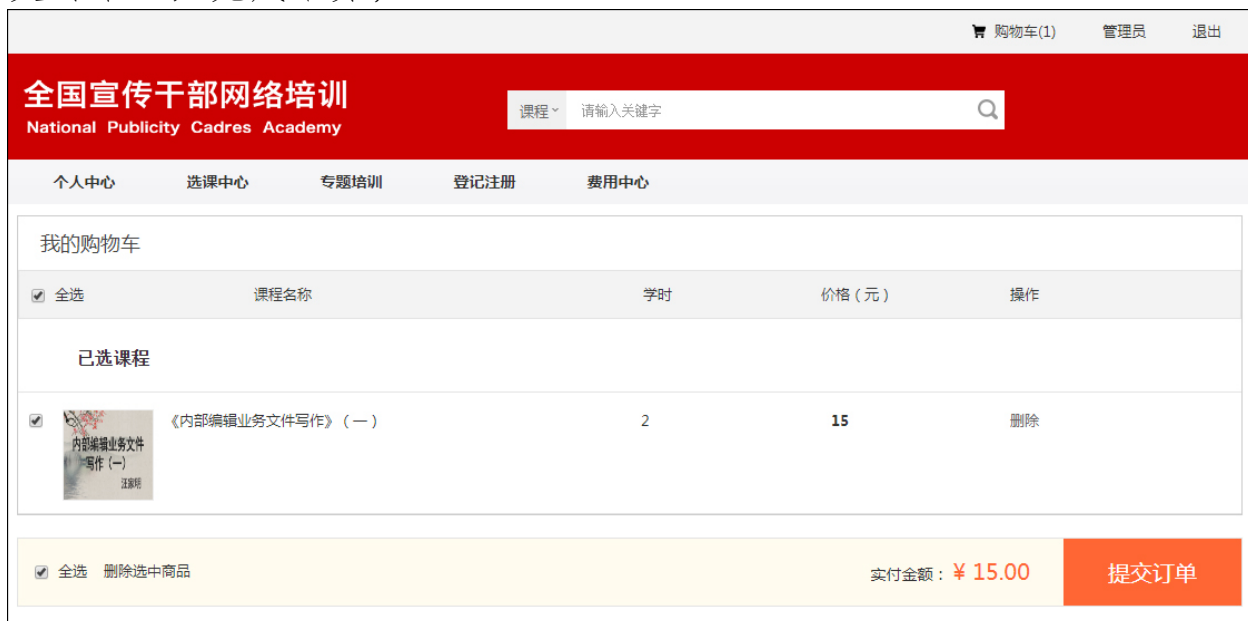 购物车(1) 管理员 退出
全国宣传干部网络培训
National Publicity Cadres Academy
课程 请输入关键字
个人中心 选课中心 专题培训 登记注册 费用中心
我的购物车
全选 课程名称 学时 价格(元) 操作
已选课程
《内部编辑业务文件写作》(一) 2 15 删除
内部编辑业务文件
写作(一)
汪家明
全选 删除选中商品 实付金额:¥ 15.00 提交订单